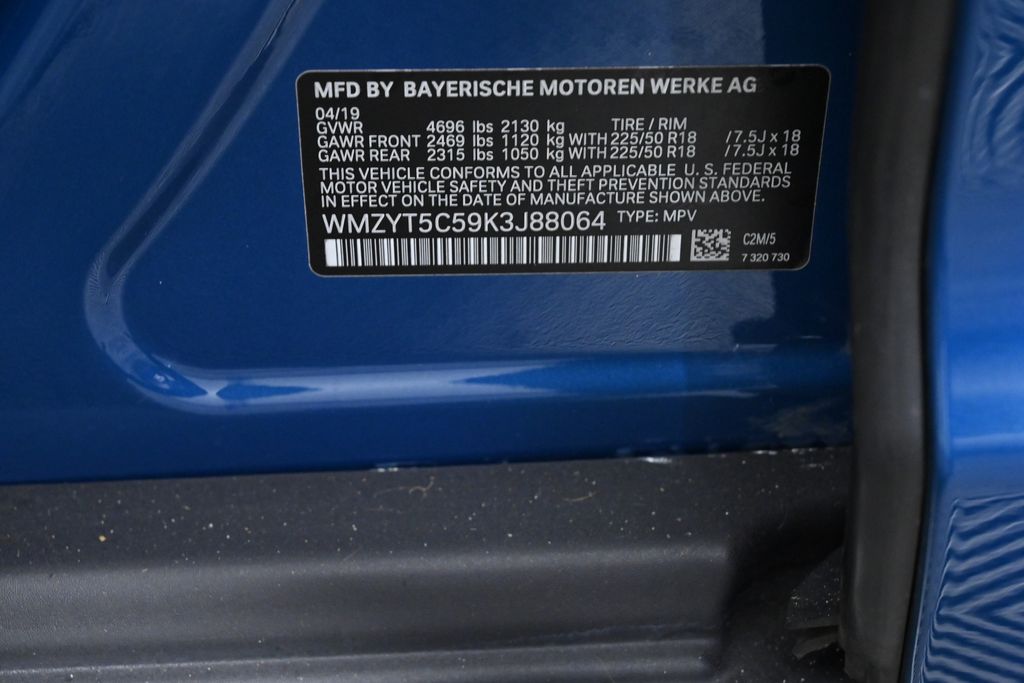 MFD BY BAYERISCHE MOTOREN WERKE AG
04/19
GVWR 4696 lbs 2130 kg TIRE / RIM
GAWR FRONT 2469 lbs 1120 kg WITH 225/50 R18 /7.5J x 18
GAWR REAR 2315 lbs 1050 kg WITH 225/50 R18 /7.5J x 18
THIS VEHICLE CONFORMS TO ALL APPLICABLE U. S. FEDERAL
MOTOR VEHICLE SAFETY AND THEFT PREVENTION STANDARDS
IN EFFECT ON THE DATE OF MANUFACTURE SHOWN ABOVE.
WMZYT5C59K3J88064 TYPE: MPV
C2M/5
7 320 730